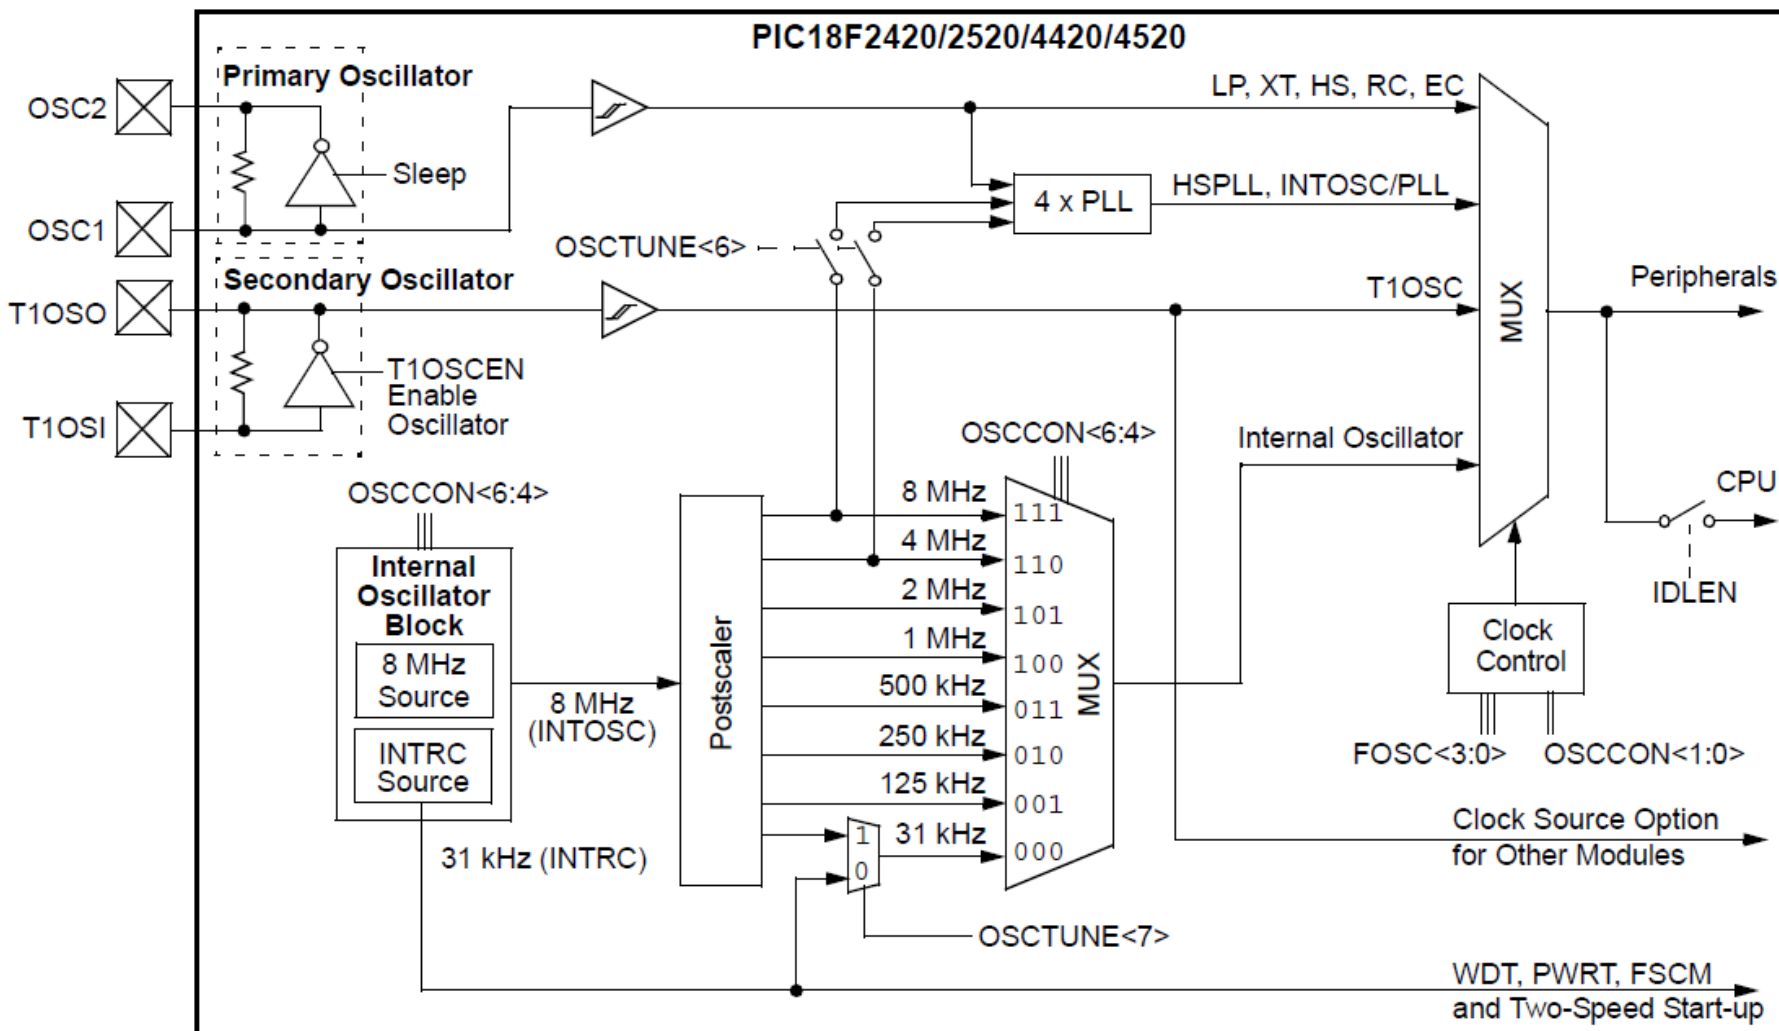 PIC18F2420/2520/4420/4520
Primary Oscillator
LP, XT, HS, RC, EC
OSC2
Sleep
4 x PLL
HSPLL, INTOSC/PLL
OSC1
OSCTUNE<6>
Secondary Oscillator
T1OSC
Peripherals
T1OSO
MUX
T1OSCEN
Enable
Oscillator
T1OSI
OSCCON<6:4>
Internal Oscillator
OSCCON<6:4>
CPU
Internal
Oscillator
Block
8 MHz
Source
INTRC
Source
8 MHz
(INTOSC)
31 kHz (INTRC)
Postscaler
8 MHz
111
4 MHz
110
2 MHz
101
1 MHz
100
500 kHz
011
250 kHz
010
125 kHz
001
1
0
31 kHz
000
MUX
IDLEN
Clock
Control
FOSC<3:0>
OSCCON<1:0>
Clock Source Option
for Other Modules
OSCTUNE<7>
WDT, PWRT, FSCM
and Two-Speed Start-up